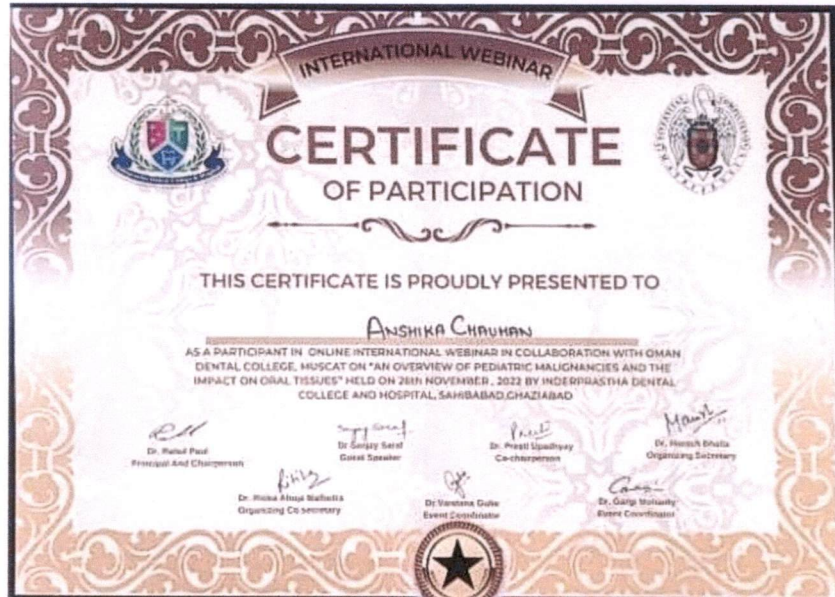 INTERNATIONAL WEBINAR
CERTIFICATE
OF PARTICIPATION
THIS CERTIFICATE IS PROUDLY PRESENTED TO
ANSHIKA CHAUHAN
AS A PARTICIPANT IN ONLINE INTERNATIONAL WEBINAR IN COLLABORATION WITH OMAN
DENTAL COLLEGE, MUSCAT ON "AN OVERVIEW OF PEDIATRIC MALIGNANCIES AND THE
IMPACT ON ORAL TISSUES" HELD ON 26th NOVEMBER, 2022 BY INDERPRASTHA DENTAL
COLLEGE AND HOSPITAL, SAHIBABAD, GHAZIABAD
Dr. Rahul Paul
Principal And Chairperson
Dr Sanjay Saraf
Guest Speaker
Preeti
Dr. Preeti Upadhyay
Co-chairperson
Manish
Dr. Manish Bhalla
Organizing Secretary
Dr. Ahuja Malhotra
Organizing Co secretary
Dr Vandana
Event Coordinator
Dr. Gargi Mohanty
Event Coordinator